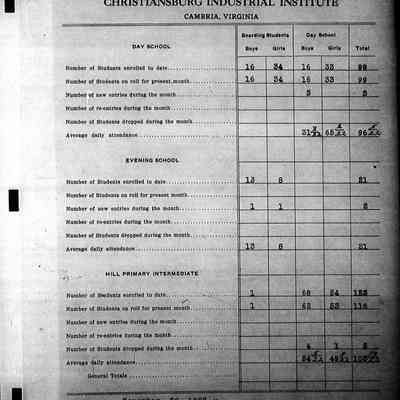 CHRISTIANSBURG INDUSTRIAL INSTITUTE
CAMBRIA, VIRGINIA
Boarding Students Day School
DAY SCHOOL Boys Girls Boys Girls Total
Number of Students enrolled to date 16 34 16 33 99
Number of Students on roll for present month 16 34 16 33 99
Number of new entries during the month
Number of re-entries during the month
Number of Students dropped during the month
Average daily attendance
EVENING SCHOOL
Number of Students enrolled to date 13 8 21
Number of Students on roll for present month
Number of new entries during the month 1 1 2
Number of re-entries during the month
Number of Students dropped during the month
Average daily attendance 13 8 21
HILL PRIMARY INTERMEDIATE
Number of Students enrolled to date 1
Number of Students on roll for present month 1
Number of new entries during the month
Number of re-entries during the month
Number of Students dropped during the month
Average daily attendance
General Totals